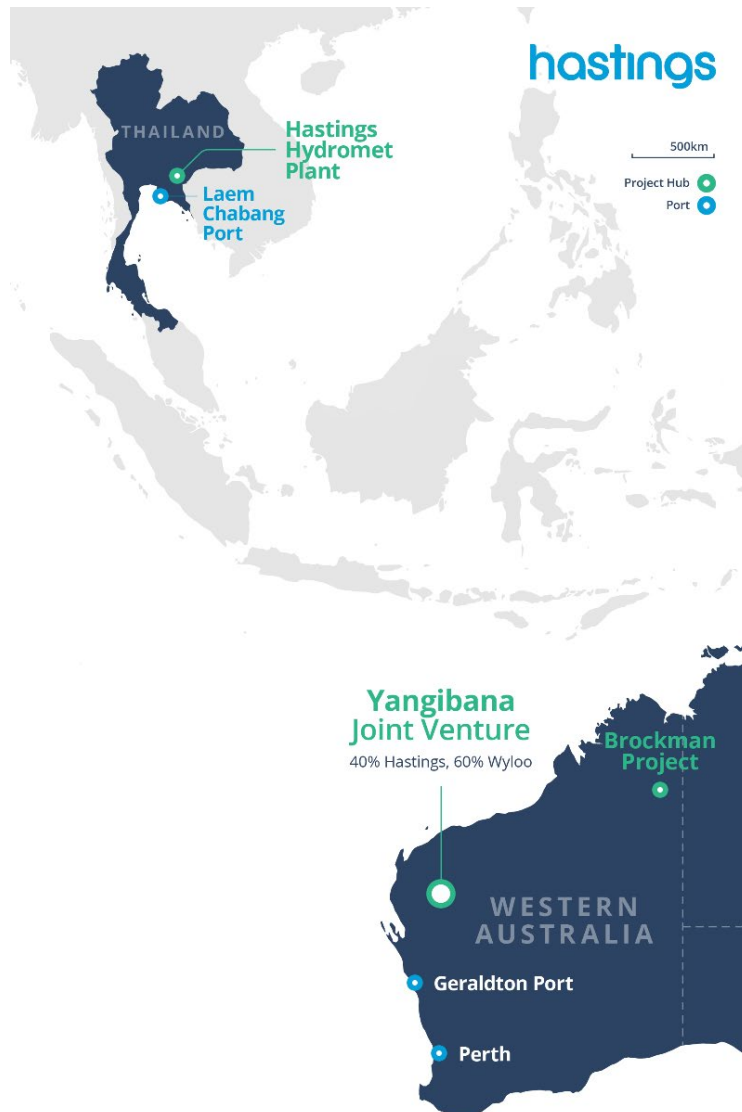 hastings
THAILAND
Hastings
Hydromet
Plant
Laem
Chabang
Port
500km
Project Hub
Port
Yangibana
Joint Venture
40% Hastings, 60% Wyloo
Brockman
Project
WESTERN
AUSTRALIA
Geraldton Port
Perth